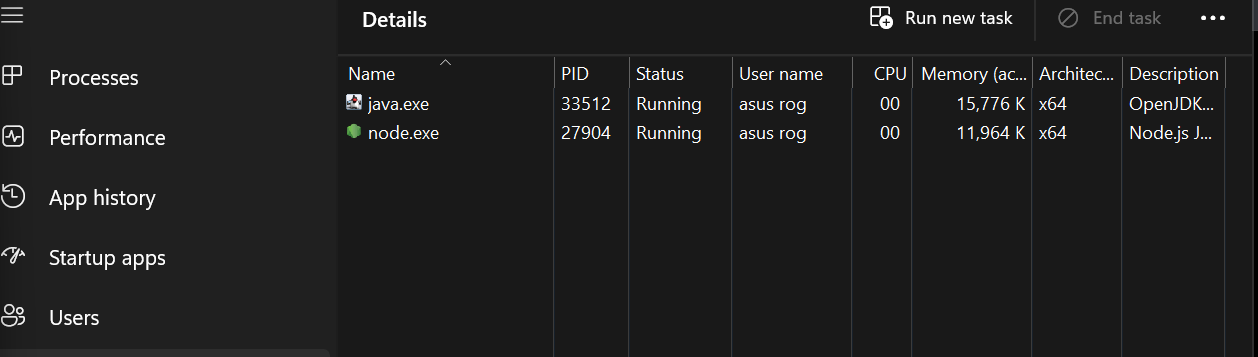 Details
Run new task
End task
Processes
Performance
App history
Startup apps
Users
Name PID Status User name CPU Memory (ac... Architec... Description
java.exe 33512 Running asus rog 00 15,776 K x64 OpenJDK...
node.exe 27904 Running asus rog 00 11,964 K x64 Node.js J...